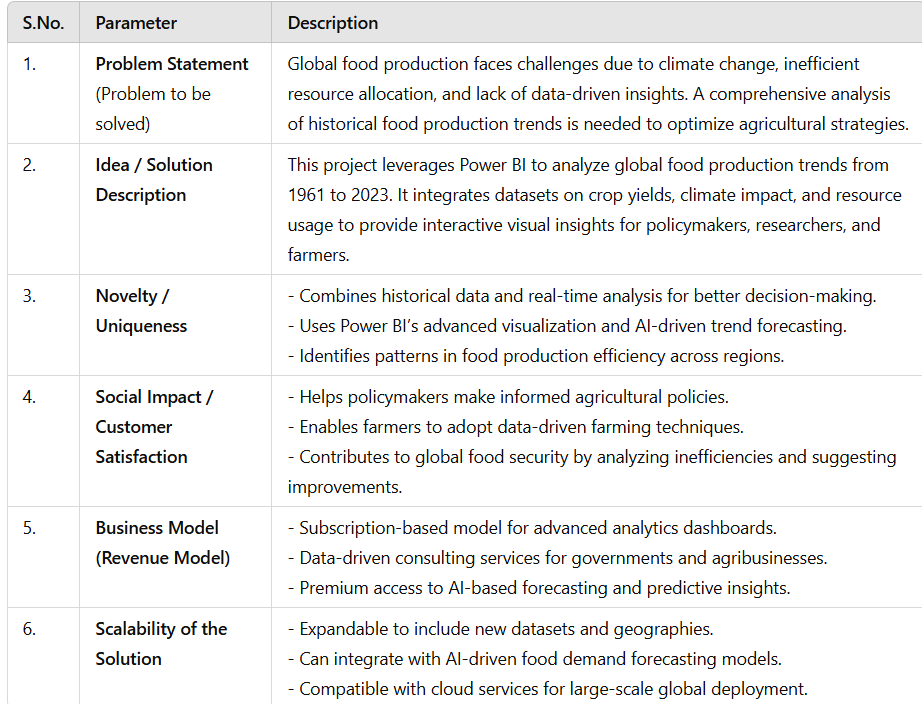 S.No. Parameter Description
1. Problem Statement Global food production faces challenges due to climate change, inefficient
(Problem to be resource allocation, and lack of data-driven insights. A comprehensive analysis
solved) of historical food production trends is needed to optimize agricultural strategies.
2. Idea / Solution This project leverages Power BI to analyze global food production trends from
Description 1961 to 2023. It integrates datasets on crop yields, climate impact, and resource
usage to provide interactive visual insights for policymakers, researchers, and
farmers.
3. Novelty / - Combines historical data and real-time analysis for better decision-making.
Uniqueness - Uses Power BI’s advanced visualization and AI-driven trend forecasting.
- Identifies patterns in food production efficiency across regions.
4. Social Impact / - Helps policymakers make informed agricultural policies.
Customer - Enables farmers to adopt data-driven farming techniques.
Satisfaction - Contributes to global food security by analyzing inefficiencies and suggesting
improvements.
5. Business Model - Subscription-based model for advanced analytics dashboards.
(Revenue Model) - Data-driven consulting services for governments and agribusinesses.
- Premium access to AI-based forecasting and predictive insights.
6. Scalability of the - Expandable to include new datasets and geographies.
Solution - Can integrate with AI-driven food demand forecasting models.
- Compatible with cloud services for large-scale global deployment.